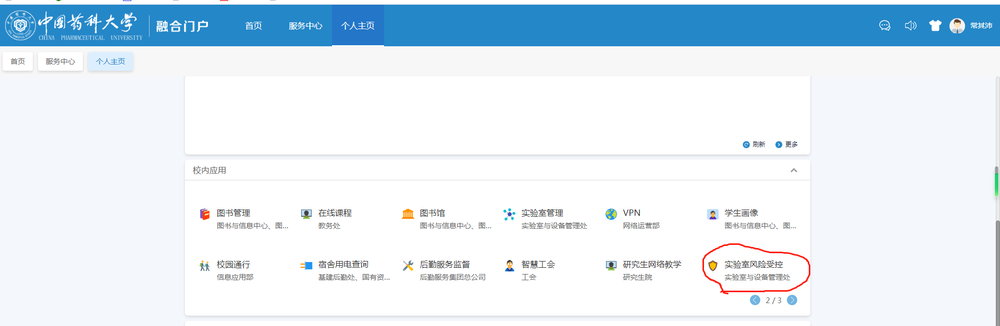 中国药科大学
CHINA PHARMACEUTICAL UNIVERSITY
融合门户
首页 服务中心 个人主页
常其沛
首页 服务中心 个人主页
刷新 更多
校内应用
图书管理 在线课程 图书馆 实验室管理 VPN 学生画像
图书与信息中心、图... 教务处 图书与信息中心、图... 实验室与设备管理处 网络运营部 图书与信息中心、图...
校园通行 宿舍用电查询 后勤服务监督 智慧工会 研究生网络教学 实验室风险受控
信息应用部 基建后勤处、国有资... 后勤服务集团总公司 工会 研究生院 实验室与设备管理处
2 / 3